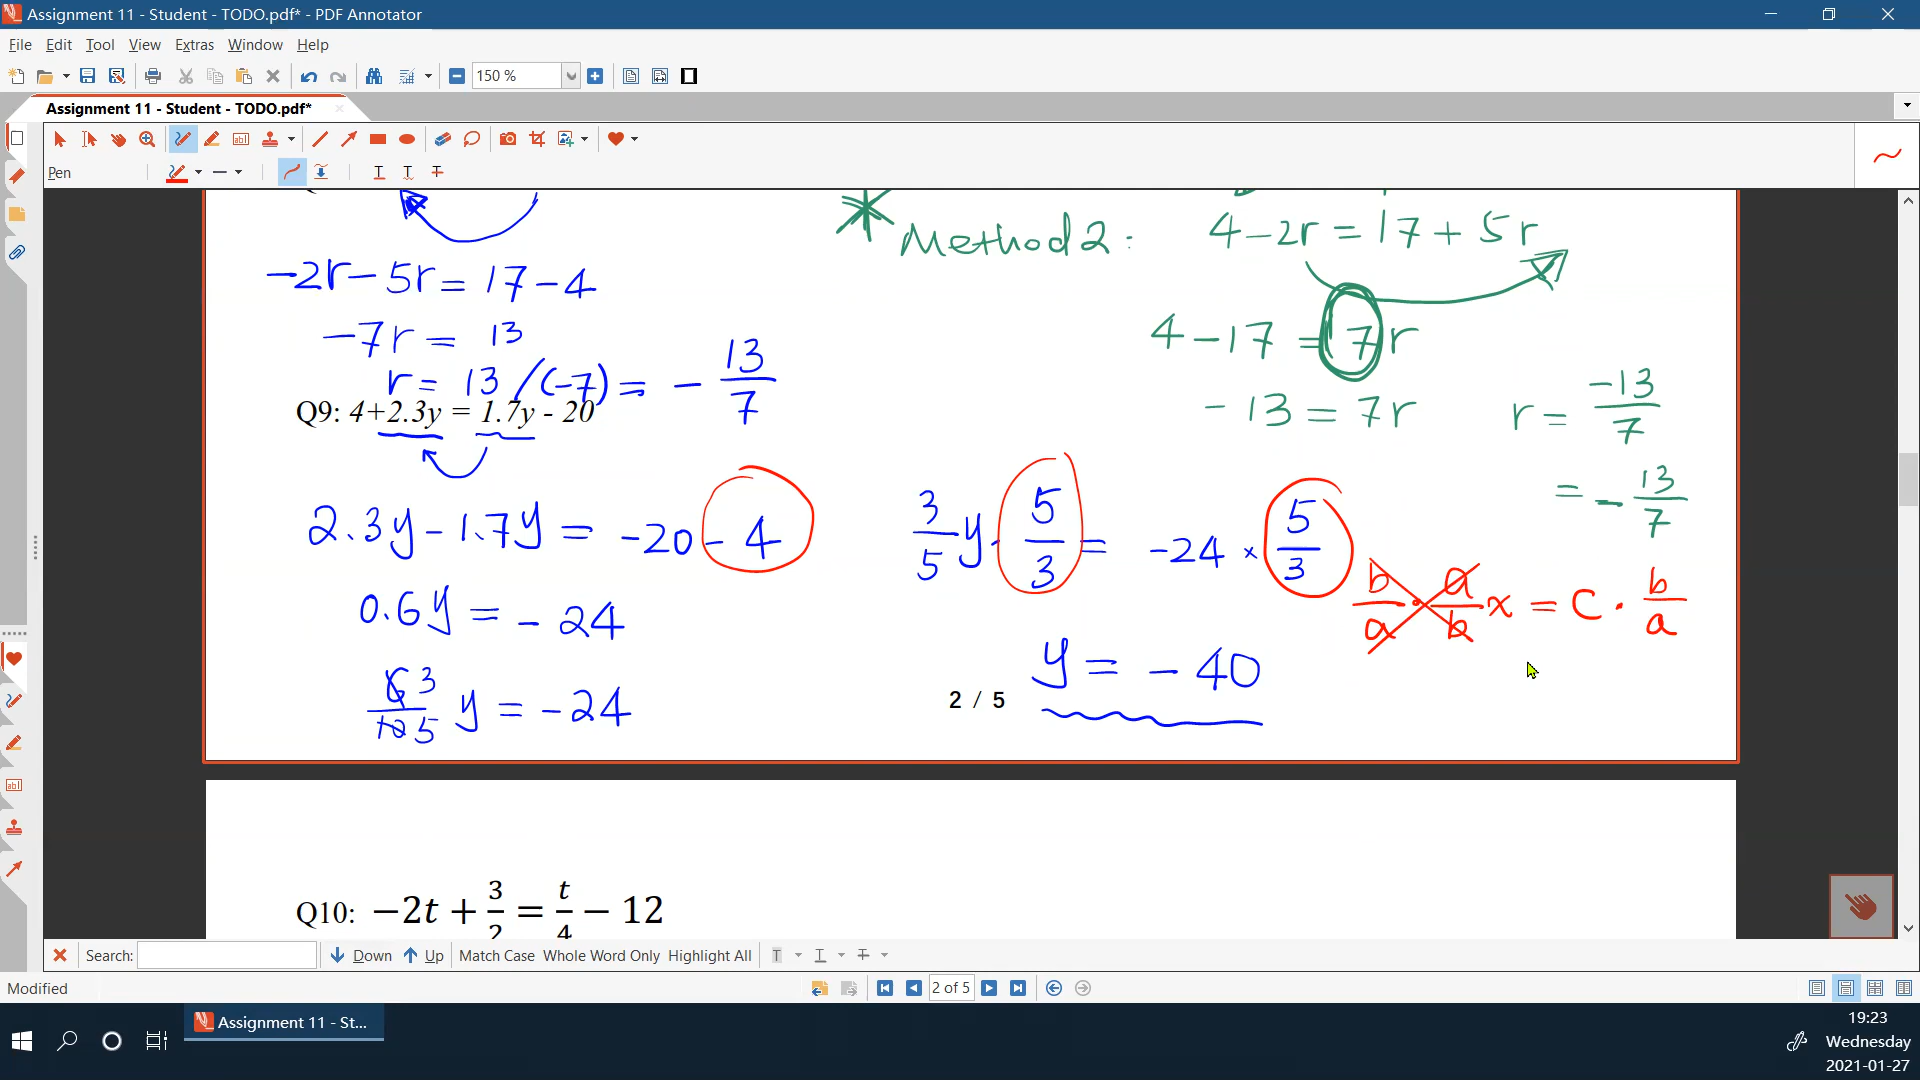 Assignment 11 - Student - TODO.pdf* - PDF Annotator
File Edit Tool View Extras Window Help
150 %
Assignment 11 - Student - TODO.pdf*
Pen
* Method 2: 4 - 2r = 17 + 5r
-2r - 5r = 17 - 4
-7r = 13
r = 13 / (-7) = - 13/7
4 - 17 = 7r
-13 = 7r r = -13/7
= - 13/7
Q9: 4+2.3y = 1.7y - 20
2.3y - 1.7y = -20 - 4
0.6y = - 24
6 3/10 5 y = -24
3/5 y · 5/3 = -24 × 5/3
y = - 40
b/a · a/b x = c · b/a
2 / 5
Q10: −2t + 3/2 = t/4 − 12
Search: Down Up Match Case Whole Word Only Highlight All
Modified
2 of 5
Assignment 11 - St...
19:23
Wednesday
2021-01-27